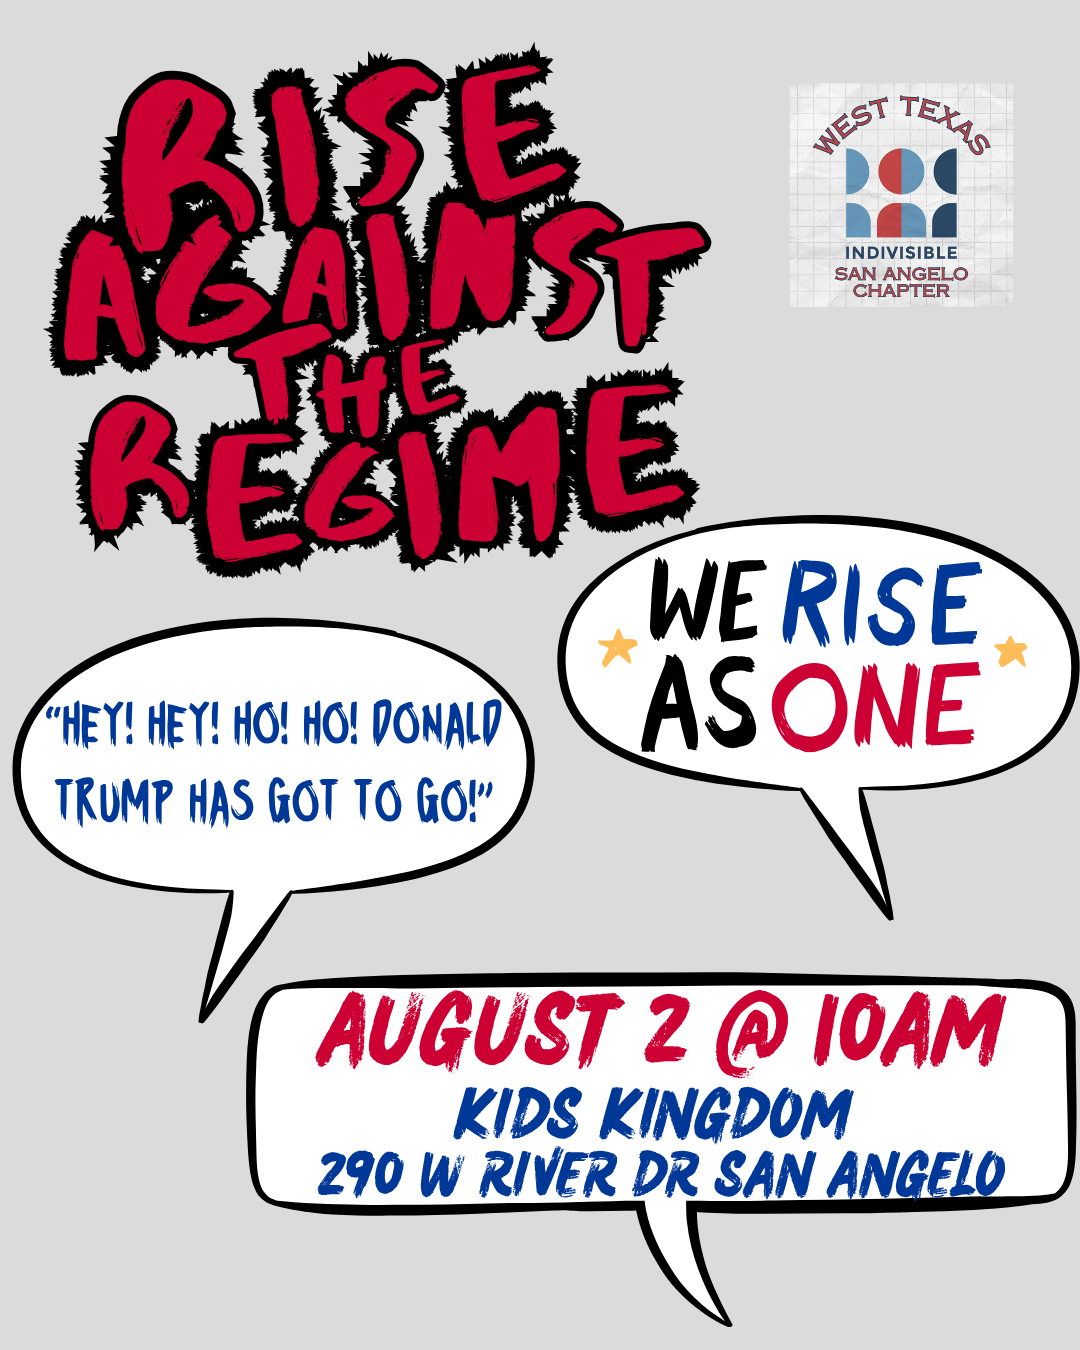 RISE
AGAINST
THE
REGIME
WEST TEXAS
INDIVISIBLE
SAN ANGELO
CHAPTER
WE RISE
AS ONE
“HEY! HEY! HO! HO! DONALD
TRUMP HAS GOT TO GO!”
AUGUST 2 @ 10AM
KIDS KINGDOM
290 W RIVER DR SAN ANGELO